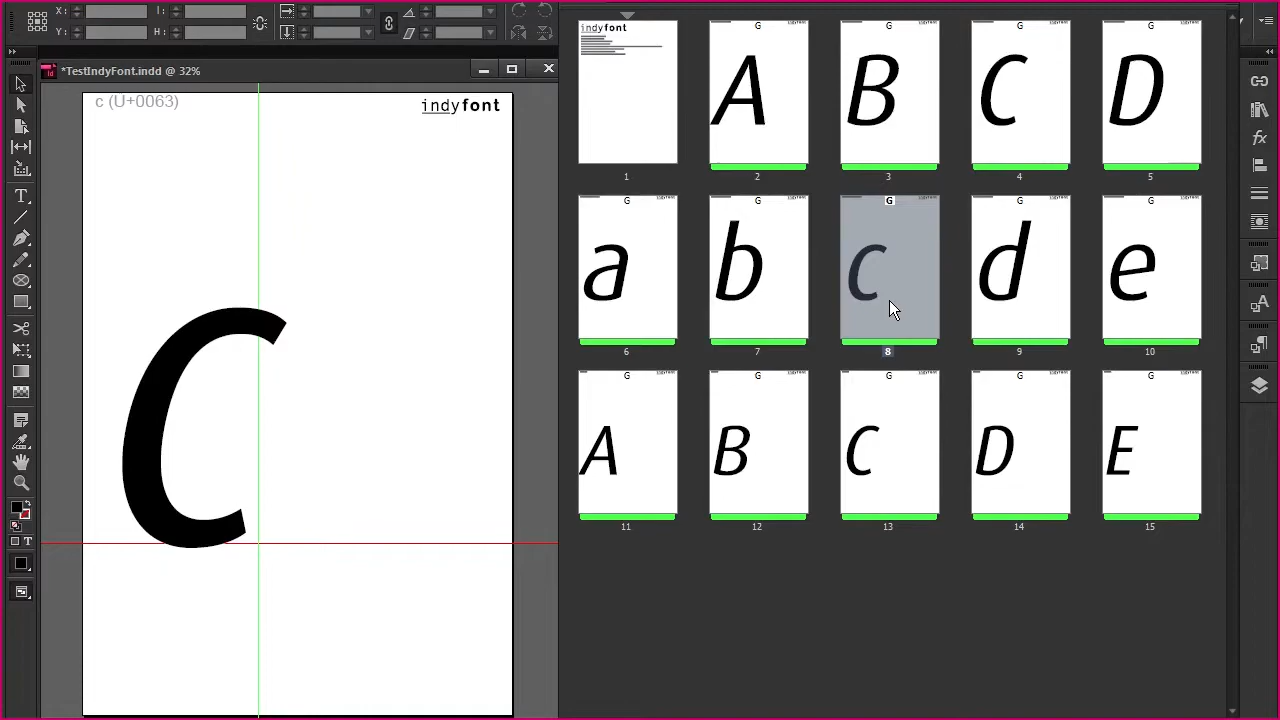 X:
I:
Y:
H:
*TestIndyFont.indd @ 32%
c (U+0063)
indyfont
c
indyfont
G
G
G
G
A
B
C
D
1
2
3
4
5
G
G
G
G
G
a
b
c
d
e
6
7
8
9
10
G
G
G
G
G
A
B
C
D
E
11
12
13
14
15